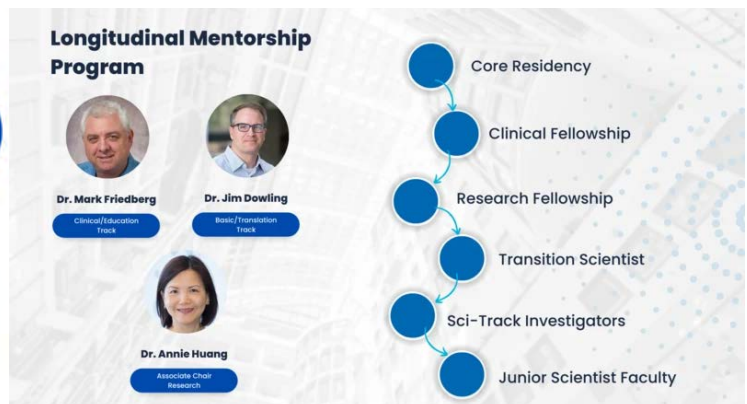 Longitudinal Mentorship
Program
Dr. Mark Friedberg
Clinical/Education
Track
Dr. Jim Dowling
Basic/Translation
Track
Dr. Annie Huang
Associate Chair
Research
Core Residency
Clinical Fellowship
Research Fellowship
Transition Scientist
Sci-Track Investigators
Junior Scientist Faculty